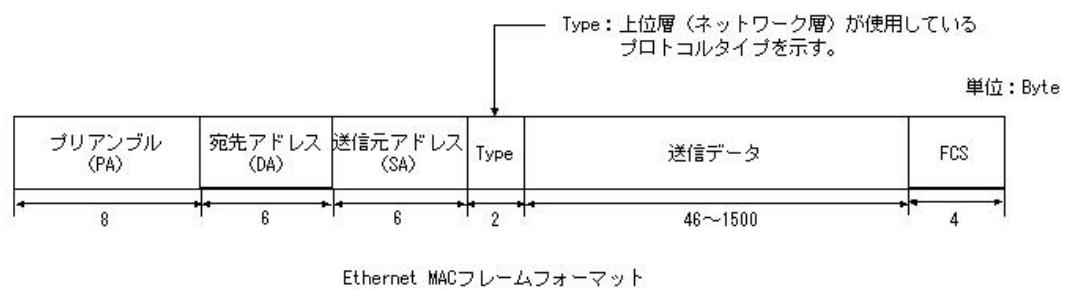 Type：上位層（ネットワーク層）が使用している
プロトコルタイプを示す。
単位：Byte
プリアンブル
(PA)
宛先アドレス
(DA)
送信元アドレス
(SA)
Type
送信データ
FCS
8
6
6
2
46～1500
4
Ethernet MACフレームフォーマット